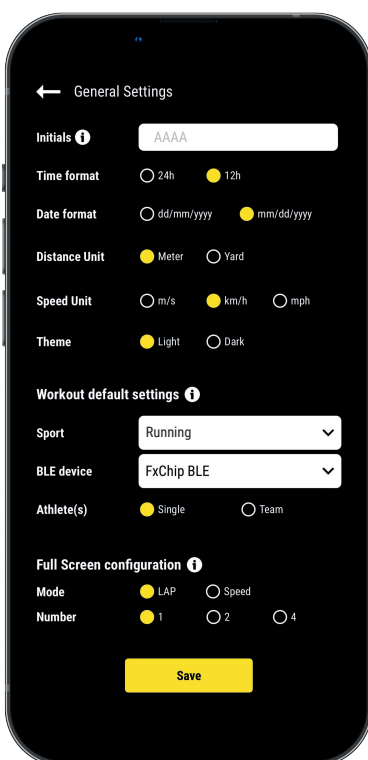 General Settings
Initials i AAAA
Time format 24h 12h
Date format dd/mm/yyyy mm/dd/yyyy
Distance Unit Meter Yard
Speed Unit m/s km/h mph
Theme Light Dark
Workout default settings i
Sport Running
BLE device FxChip BLE
Athlete(s) Single Team
Full Screen configuration i
Mode LAP Speed
Number 1 2 4
Save